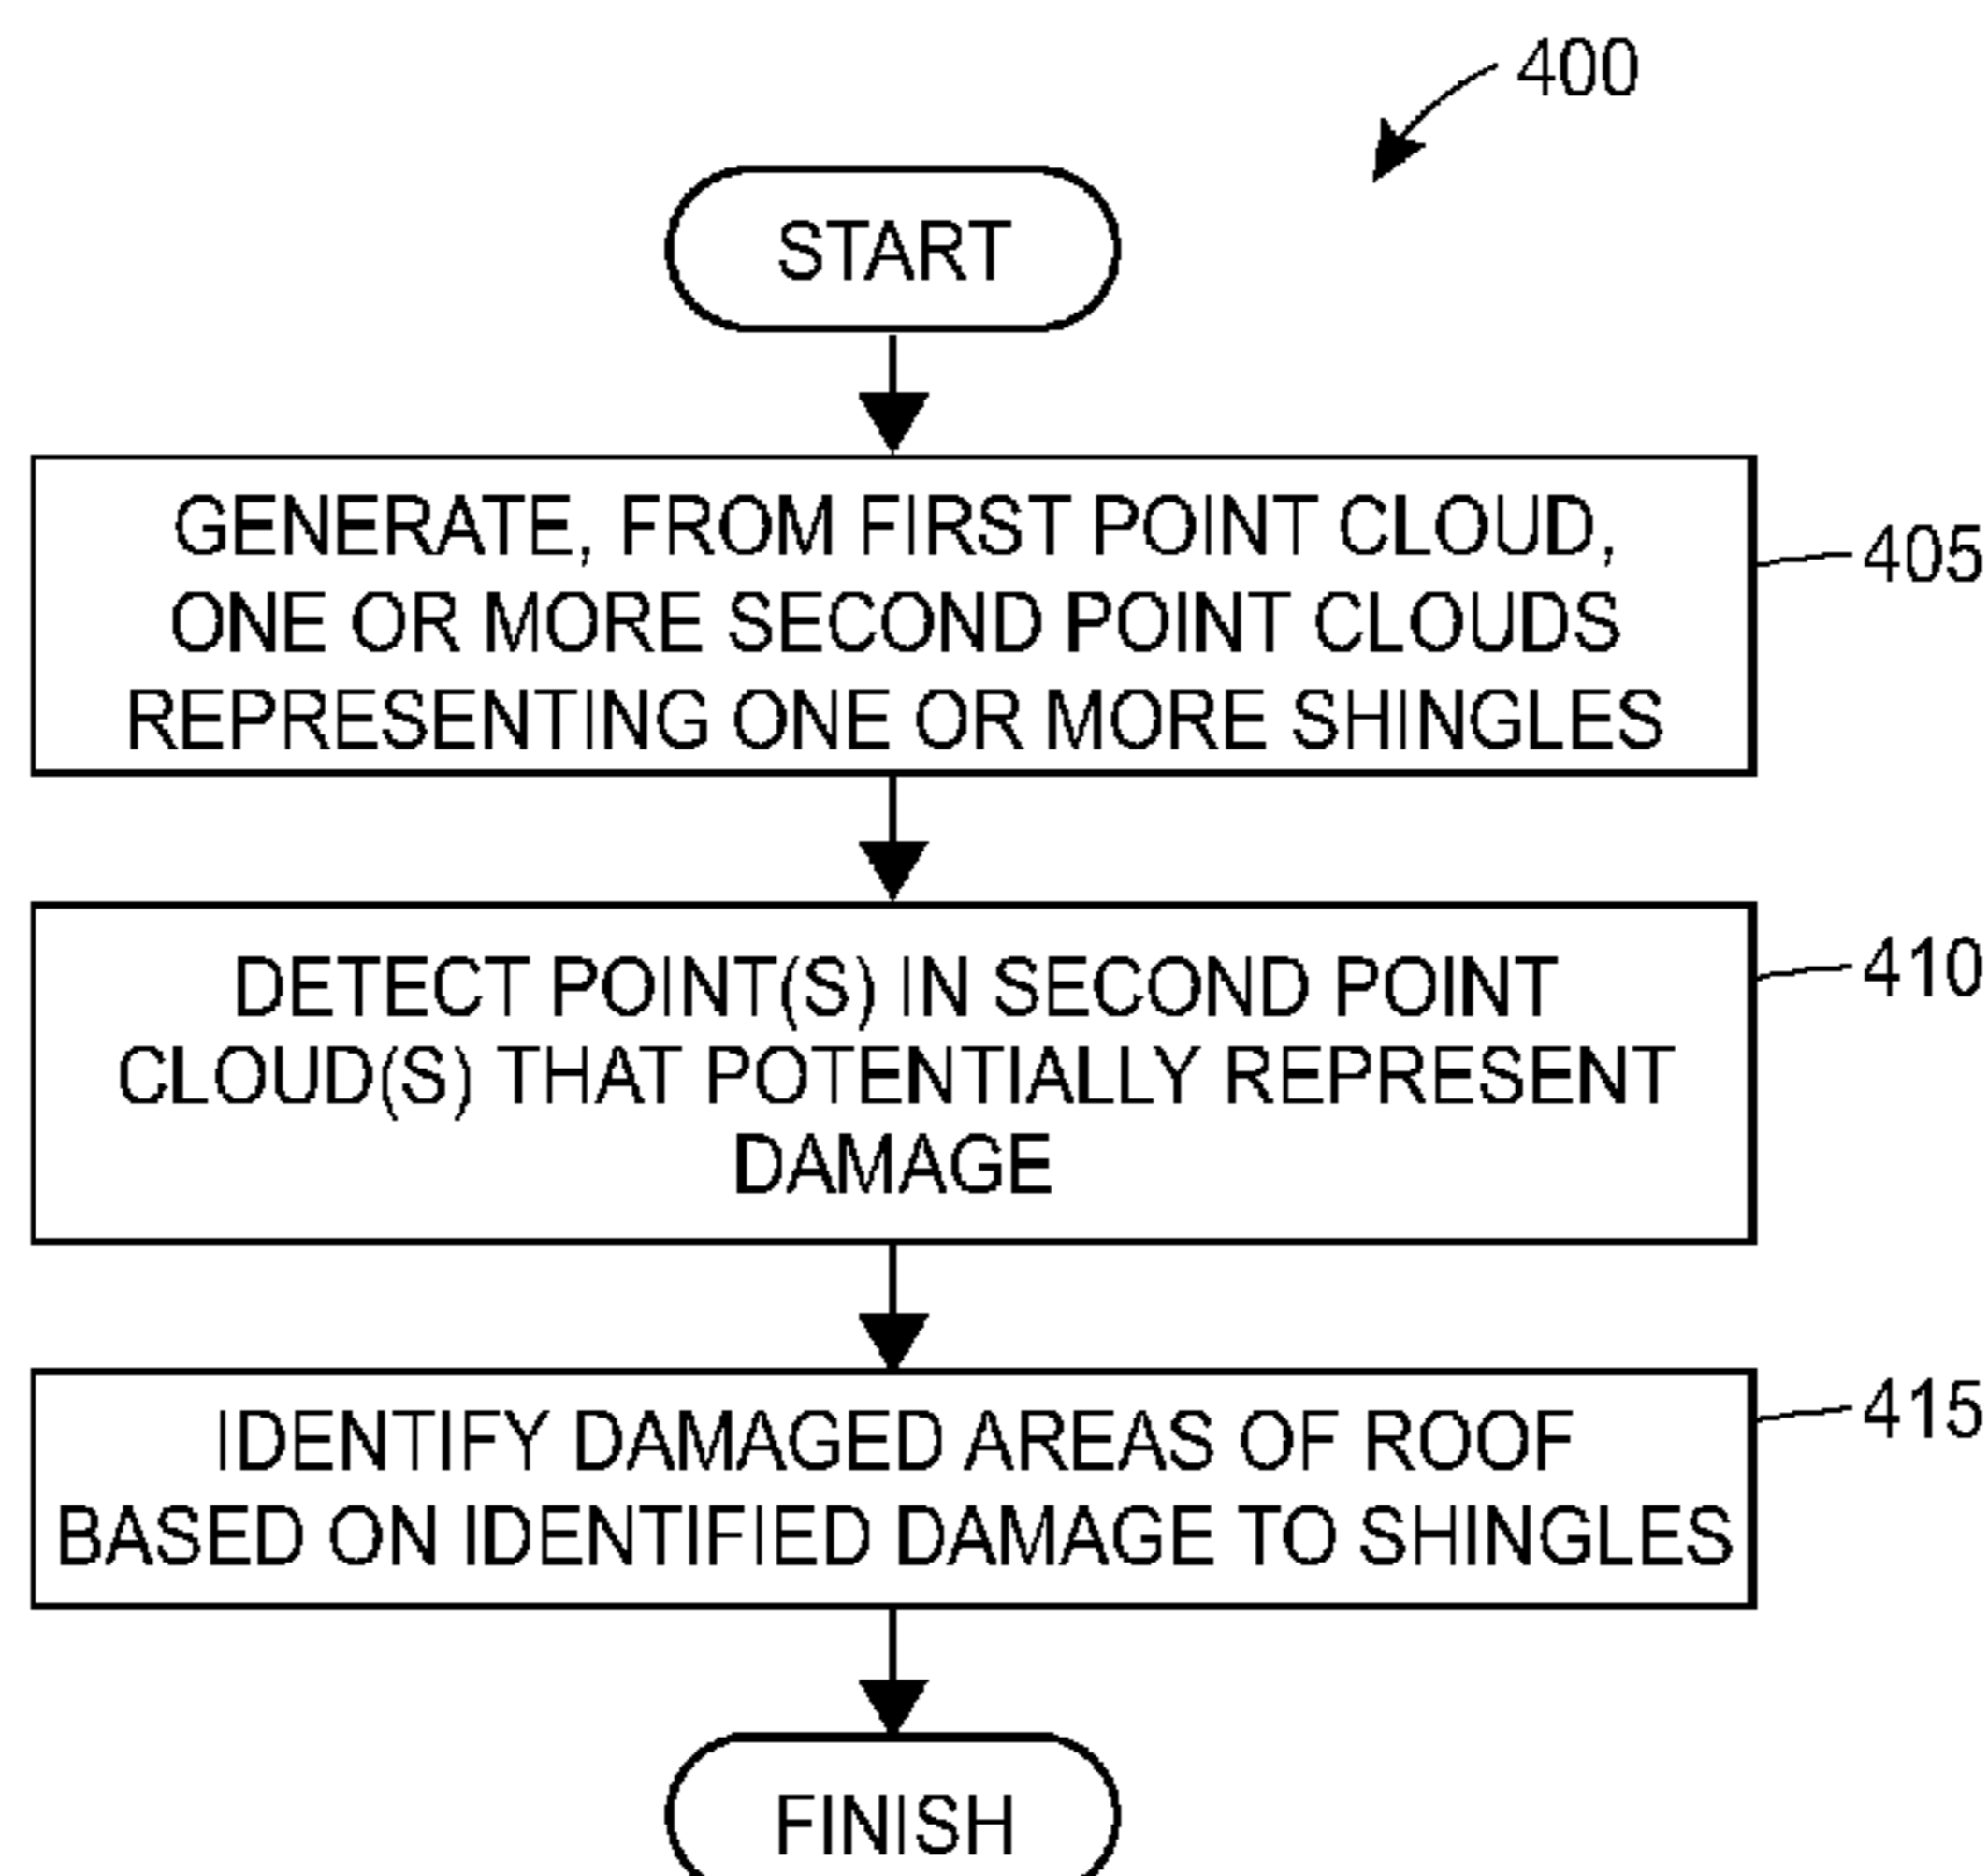 400
START
GENERATE, FROM FIRST POINT CLOUD,
ONE OR MORE SECOND POINT CLOUDS
REPRESENTING ONE OR MORE SHINGLES
405
DETECT POINT(S) IN SECOND POINT
CLOUD(S) THAT POTENTIALLY REPRESENT
DAMAGE
410
IDENTIFY DAMAGED AREAS OF ROOF
BASED ON IDENTIFIED DAMAGE TO SHINGLES
415
FINISH